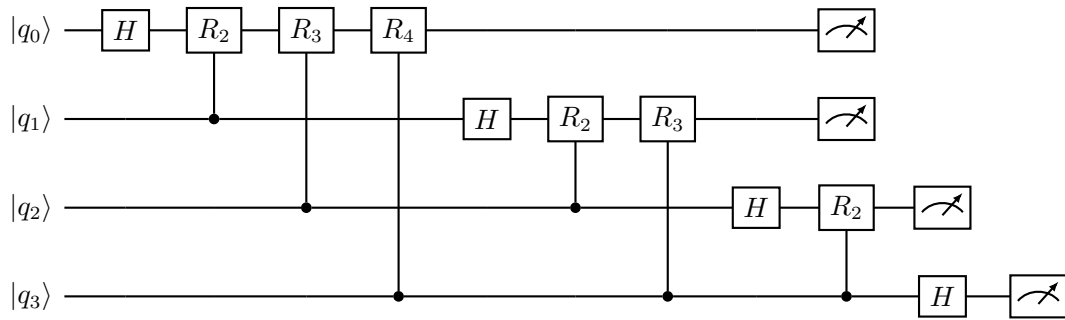 |q₀⟩ H R₂ R₃ R₄
|q₁⟩ H R₂ R₃
|q₂⟩ H R₂
|q₃⟩ H